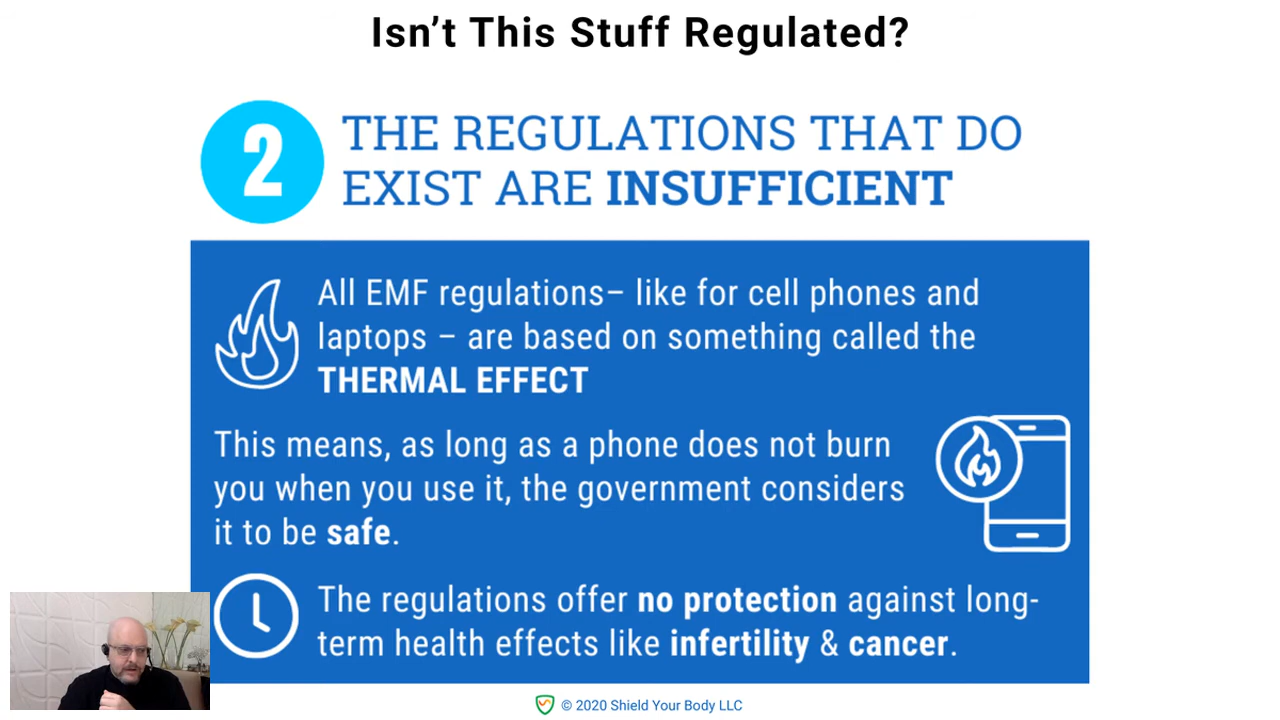 Isn’t This Stuff Regulated?
2
THE REGULATIONS THAT DO
EXIST ARE INSUFFICIENT
All EMF regulations– like for cell phones and
laptops – are based on something called the
THERMAL EFFECT
This means, as long as a phone does not burn
you when you use it, the government considers
it to be safe.
The regulations offer no protection against long-
term health effects like infertility & cancer.
© 2020 Shield Your Body LLC